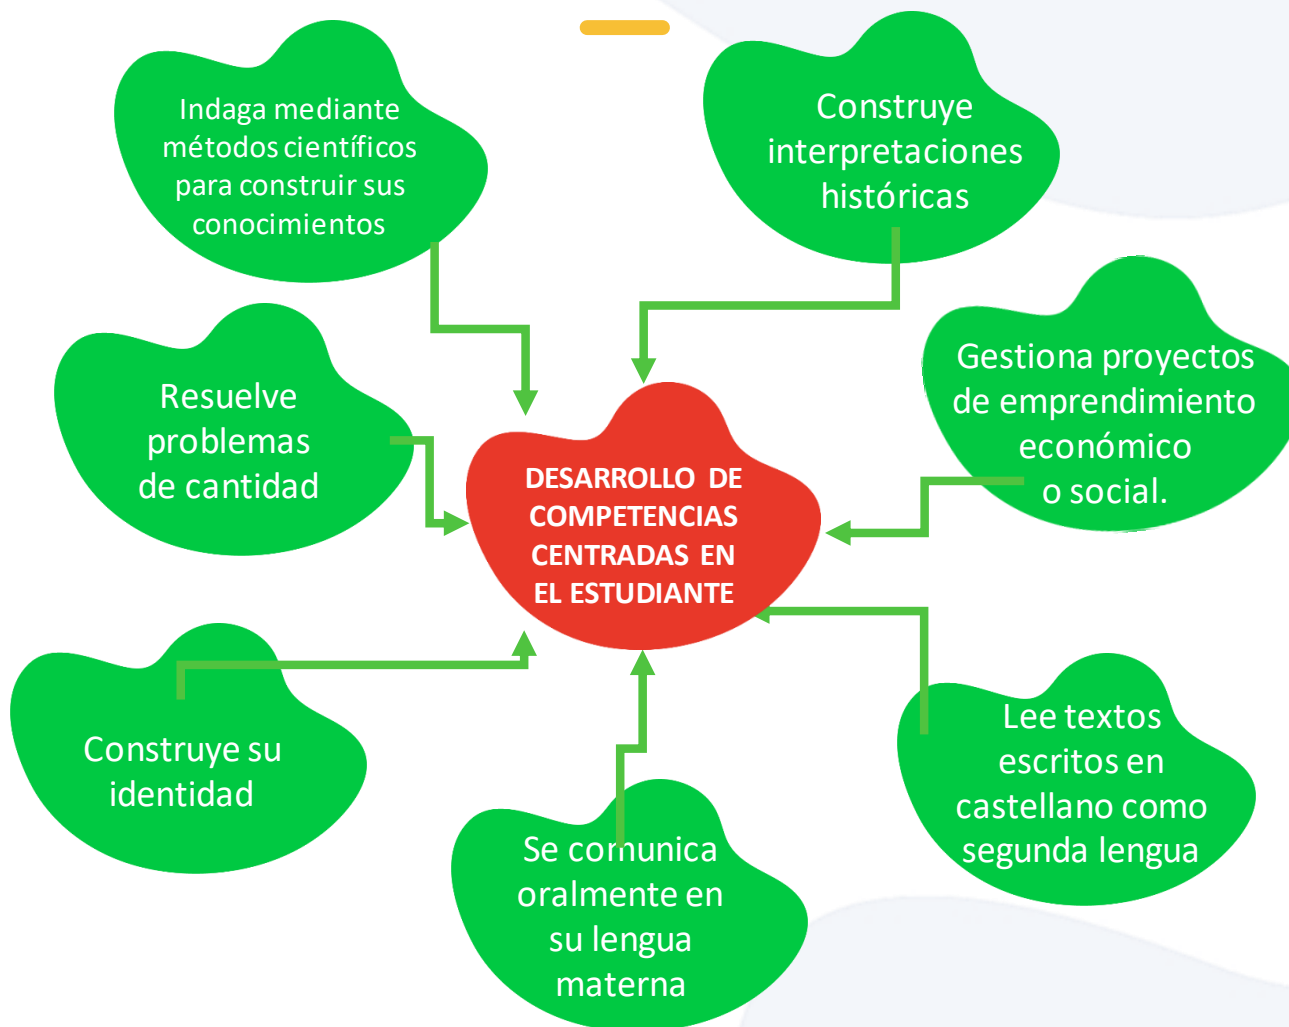 Indaga mediante
métodos científicos
para construir sus
conocimientos
Construye
interpretaciones
históricas
Resuelve
problemas
de cantidad
Gestiona proyectos
de emprendimiento
económico
o social.
DESARROLLO DE
COMPETENCIAS
CENTRADAS EN
EL ESTUDIANTE
Construye su
identidad
Se comunica
oralmente en
su lengua
materna
Lee textos
escritos en
castellano como
segunda lengua